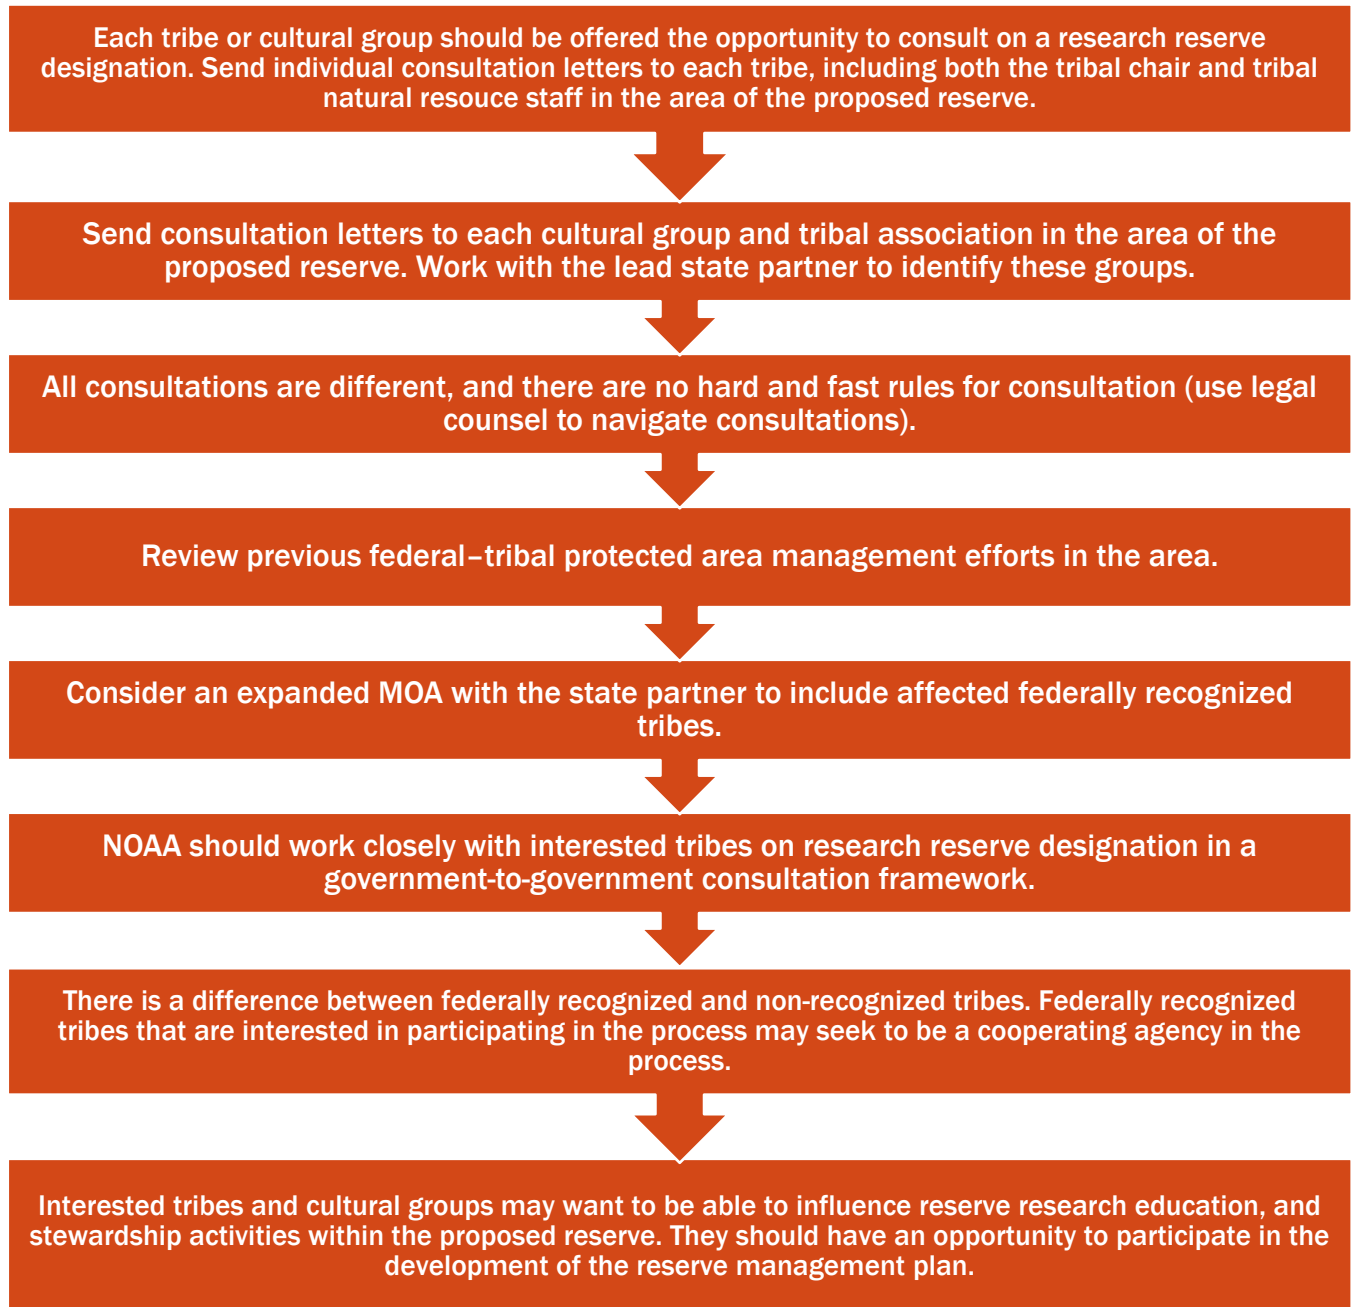 Each tribe or cultural group should be offered the opportunity to consult on a research reserve
designation. Send individual consultation letters to each tribe, including both the tribal chair and tribal
natural resouce staff in the area of the proposed reserve.
Send consultation letters to each cultural group and tribal association in the area of the
proposed reserve. Work with the lead state partner to identify these groups.
All consultations are different, and there are no hard and fast rules for consultation (use legal
counsel to navigate consultations).
Review previous federal–tribal protected area management efforts in the area.
Consider an expanded MOA with the state partner to include affected federally recognized
tribes.
NOAA should work closely with interested tribes on research reserve designation in a
government-to-government consultation framework.
There is a difference between federally recognized and non-recognized tribes. Federally recognized
tribes that are interested in participating in the process may seek to be a cooperating agency in the
process.
Interested tribes and cultural groups may want to be able to influence reserve research education, and
stewardship activities within the proposed reserve. They should have an opportunity to participate in the
development of the reserve management plan.